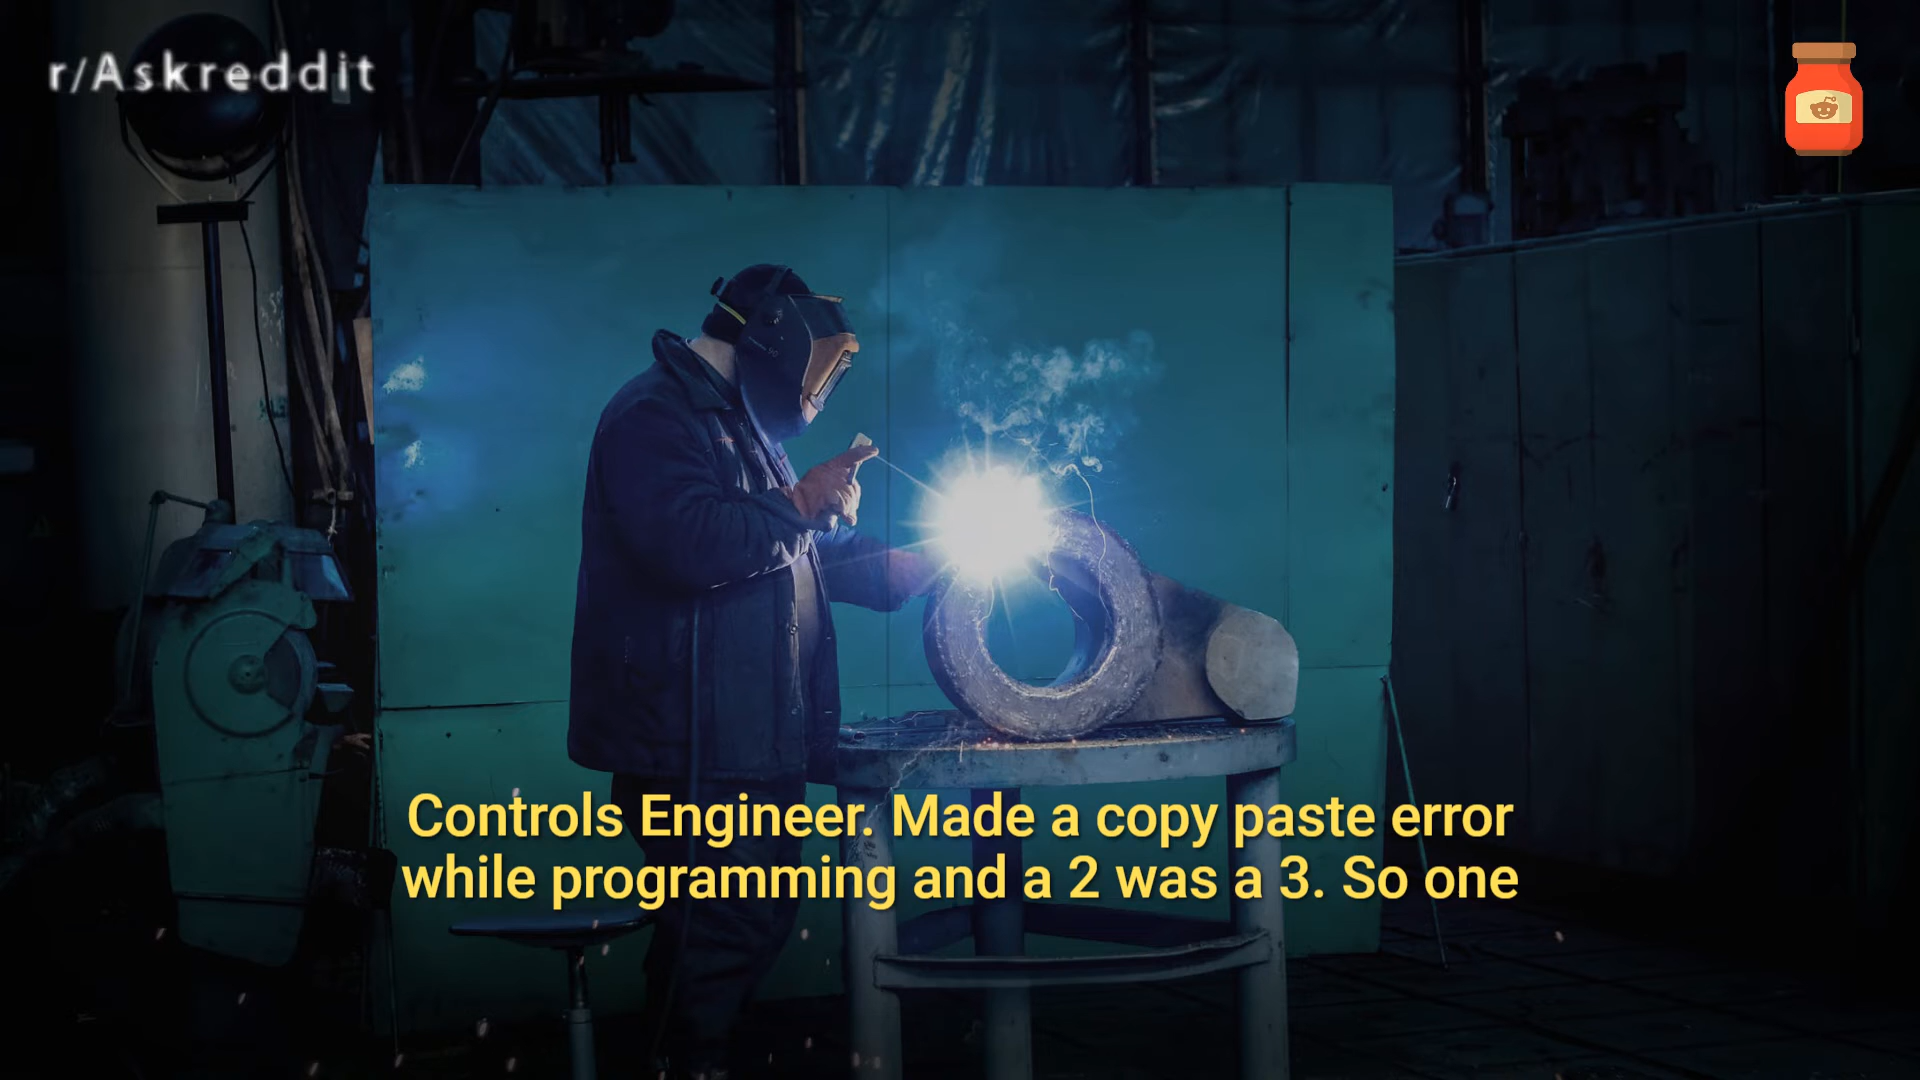 r/Askreddit
Controls Engineer. Made a copy paste error
while programming and a 2 was a 3. So one